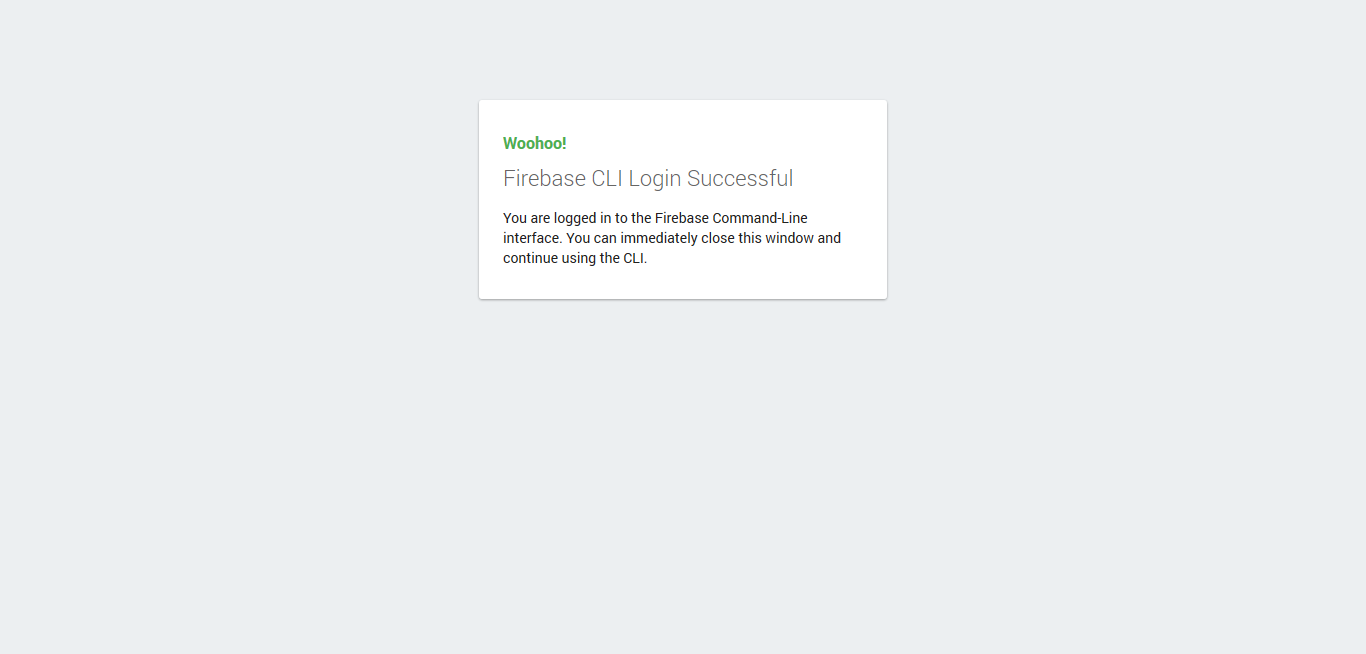 Woohoo!
Firebase CLI Login Successful
You are logged in to the Firebase Command-Line
interface. You can immediately close this window and
continue using the CLI.